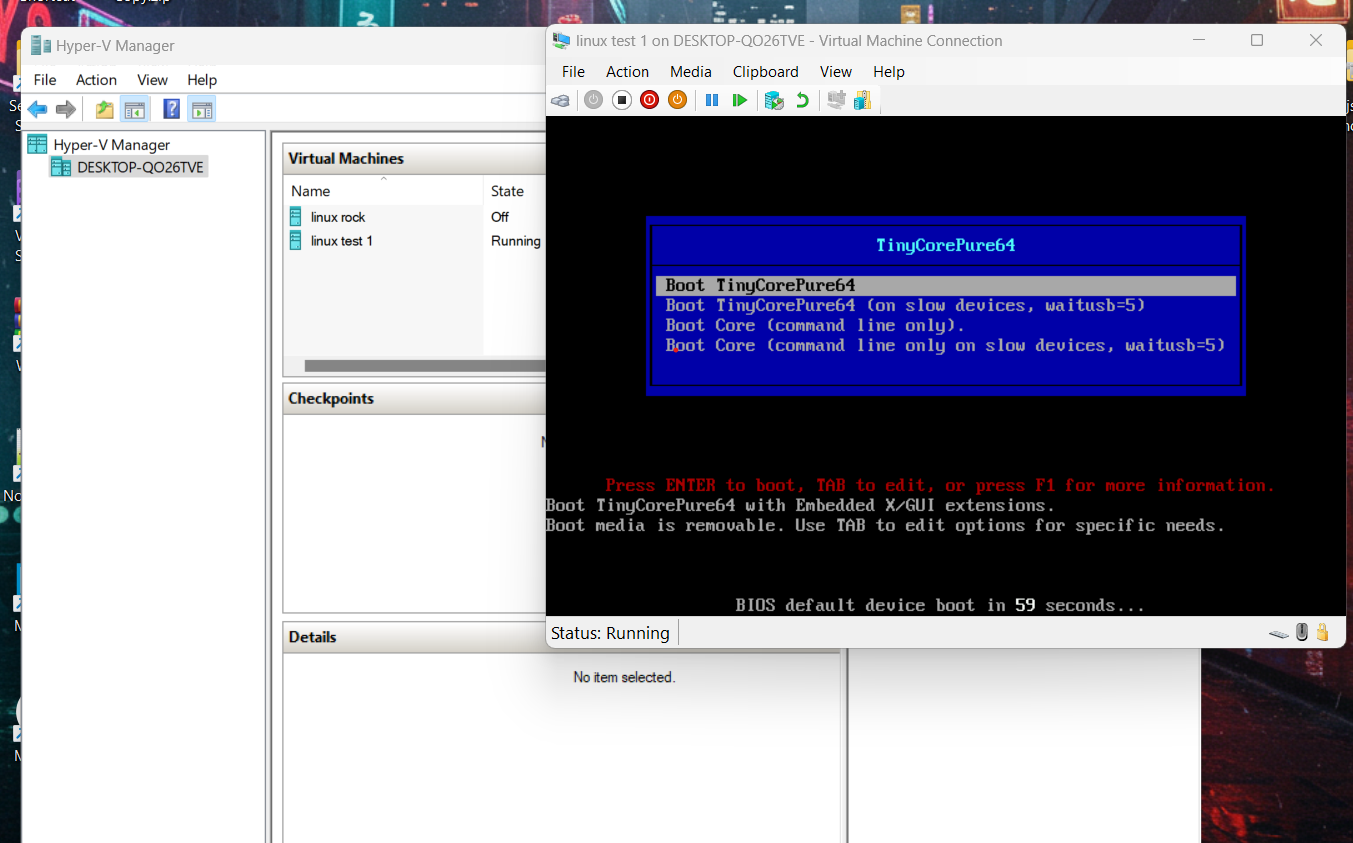 Hyper-V Manager
File Action View Help
Hyper-V Manager
DESKTOP-QO26TVE
Virtual Machines
Name State
linux rock Off
linux test 1 Running
Checkpoints
Details
No item selected.
linux test 1 on DESKTOP-QO26TVE - Virtual Machine Connection
File Action Media Clipboard View Help
TinyCorePure64
Boot TinyCorePure64
Boot TinyCorePure64 (on slow devices, waitusb=5)
Boot Core (command line only).
Boot Core (command line only on slow devices, waitusb=5)
Press ENTER to boot, TAB to edit, or press F1 for more information.
Boot TinyCorePure64 with Embedded X/GUI extensions.
Boot media is removable. Use TAB to edit options for specific needs.
BIOS default device boot in 59 seconds...
Status: Running